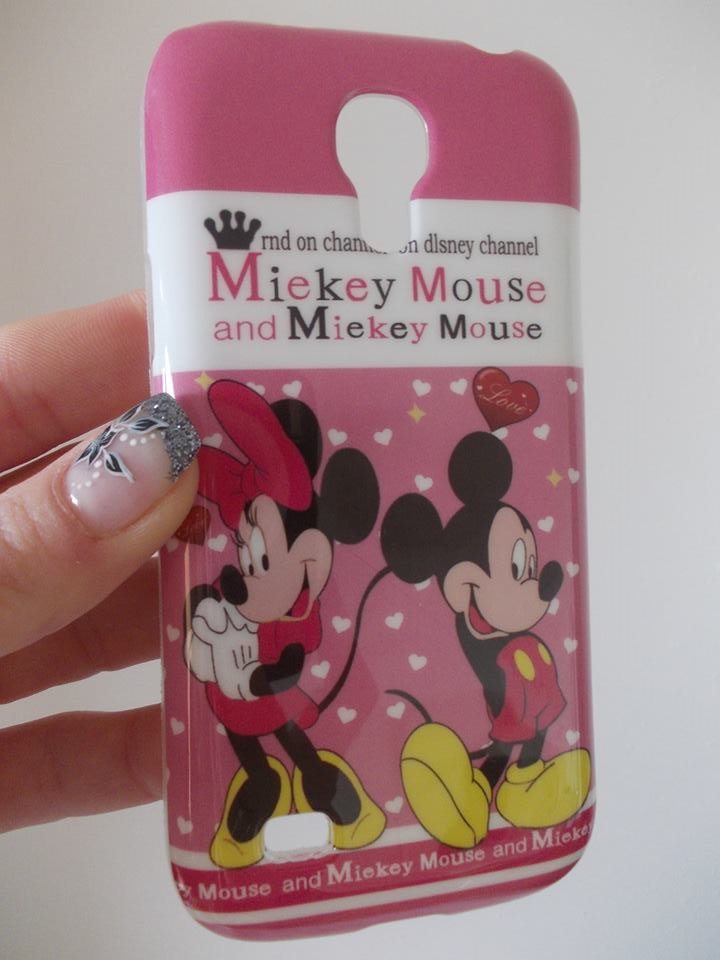 rnd on chann on dlsney channel
Miekey Mouse
and Miekey Mouse
Love
Mouse and Miekey Mouse and Miekey